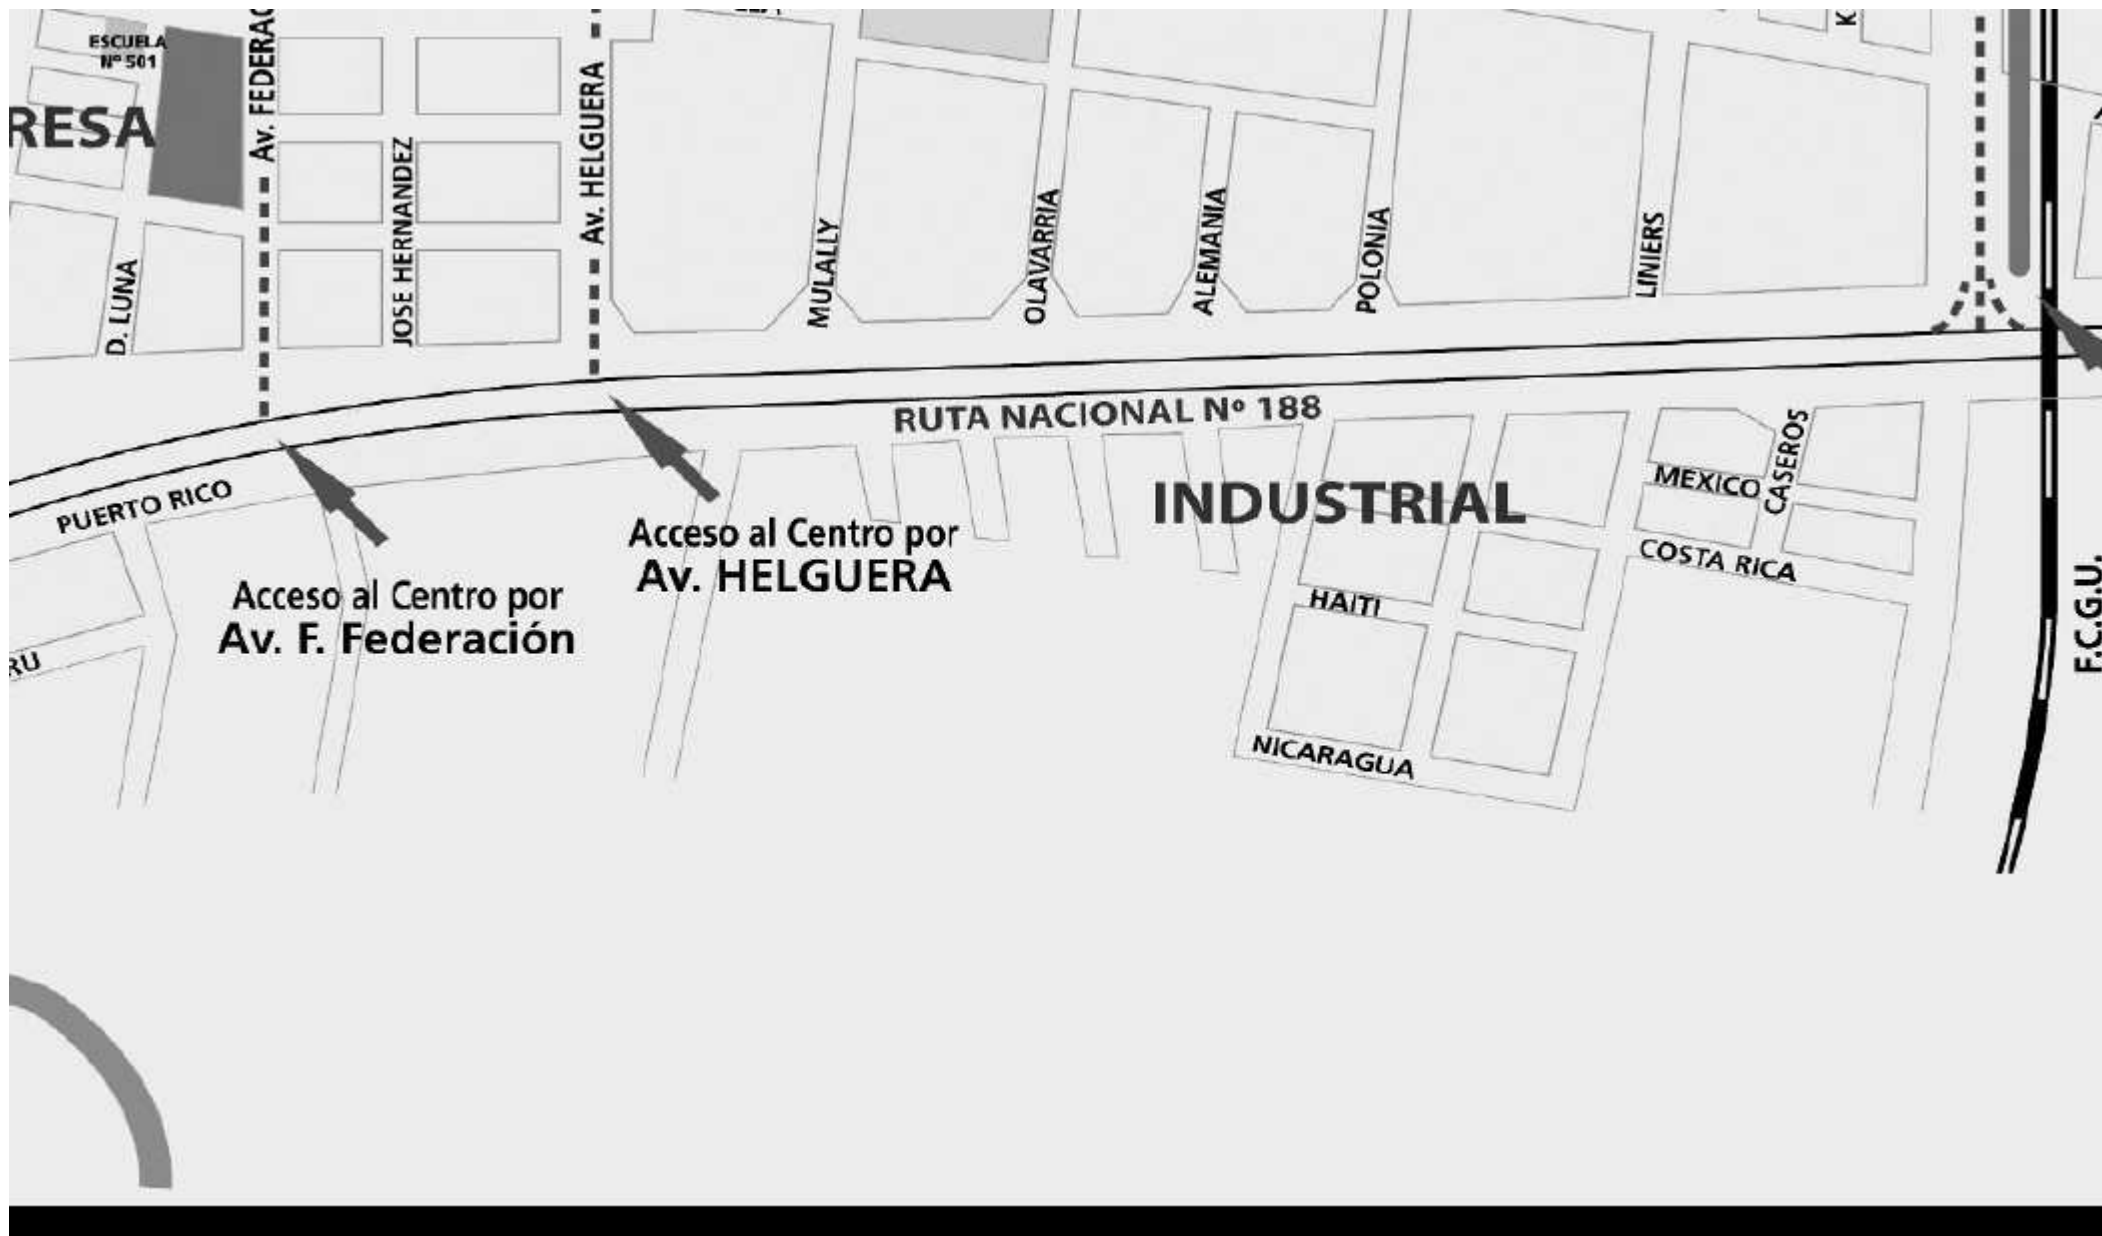 ESCUELA
Nº 501
RESA
Av. FEDERAC
Av. HELGUERA
JOSE HERNANDEZ
D. LUNA
MULALLY
OLAVARRIA
ALEMANIA
POLONIA
LINIERS
K
RUTA NACIONAL Nº 188
PUERTO RICO
INDUSTRIAL
MEXICO
CASEROS
COSTA RICA
Acceso al Centro por
Av. HELGUERA
Acceso al Centro por
Av. F. Federación
HAITI
RU
NICARAGUA
F.C.G.U.